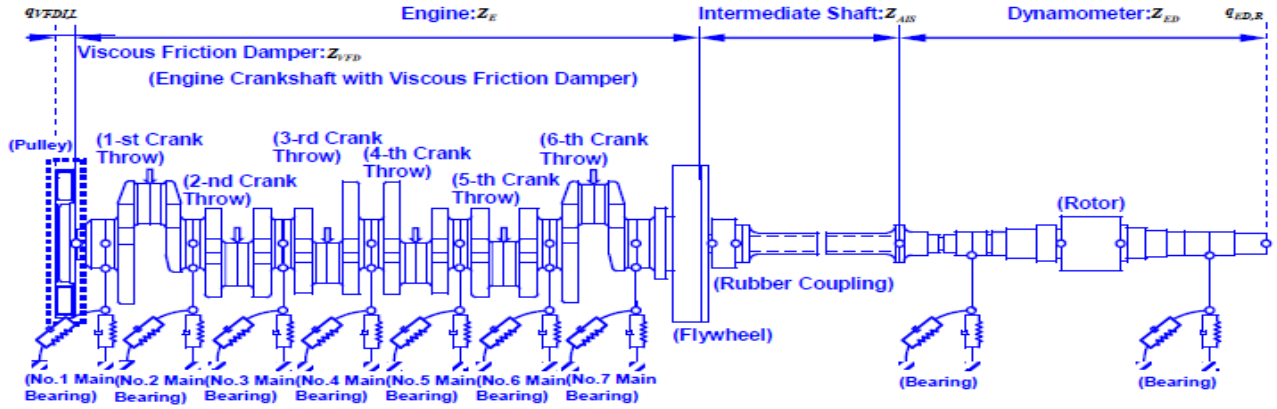 q_VFDI,L
Engine:Z_E
Intermediate Shaft:Z_AIS
Dynamometer:Z_ED
q_ED,R
Viscous Friction Damper:Z_VFD
(Engine Crankshaft with Viscous Friction Damper)
(Pulley)
(1-st Crank
Throw)
(2-nd Crank
Throw)
(3-rd Crank
Throw)
(4-th Crank
Throw)
(5-th Crank
Throw)
(6-th Crank
Throw)
(Rotor)
(Rubber Coupling)
(Flywheel)
(No.1 Main
Bearing)
(No.2 Main
Bearing)
(No.3 Main
Bearing)
(No.4 Main
Bearing)
(No.5 Main
Bearing)
(No.6 Main
Bearing)
(No.7 Main
Bearing)
(Bearing)
(Bearing)